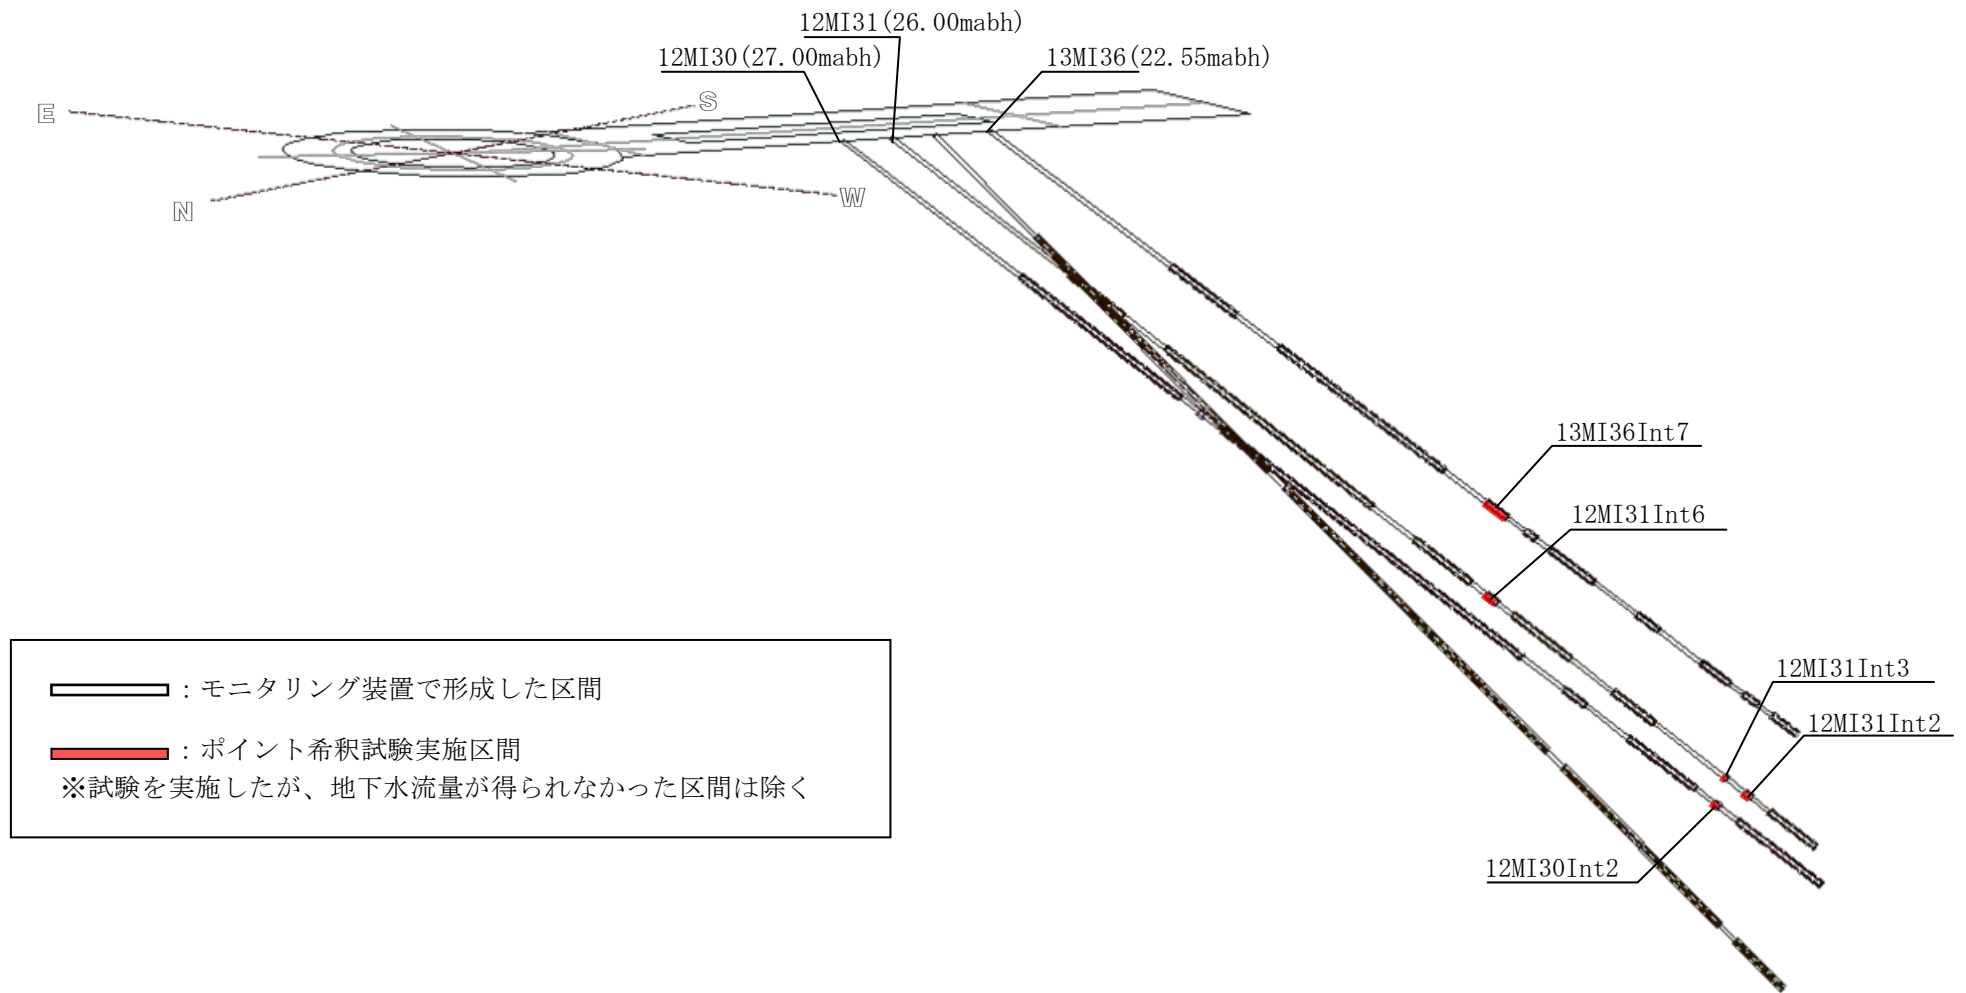 12MI31(26.00mabh)
12MI30(27.00mabh)
13MI36(22.55mabh)
E
S
N
W
13MI36Int7
12MI31Int6
12MI31Int3
12MI31Int2
12MI30Int2
：モニタリング装置で形成した区間
：ポイント希釈試験実施区間
※試験を実施したが、地下水流量が得られなかった区間は除く